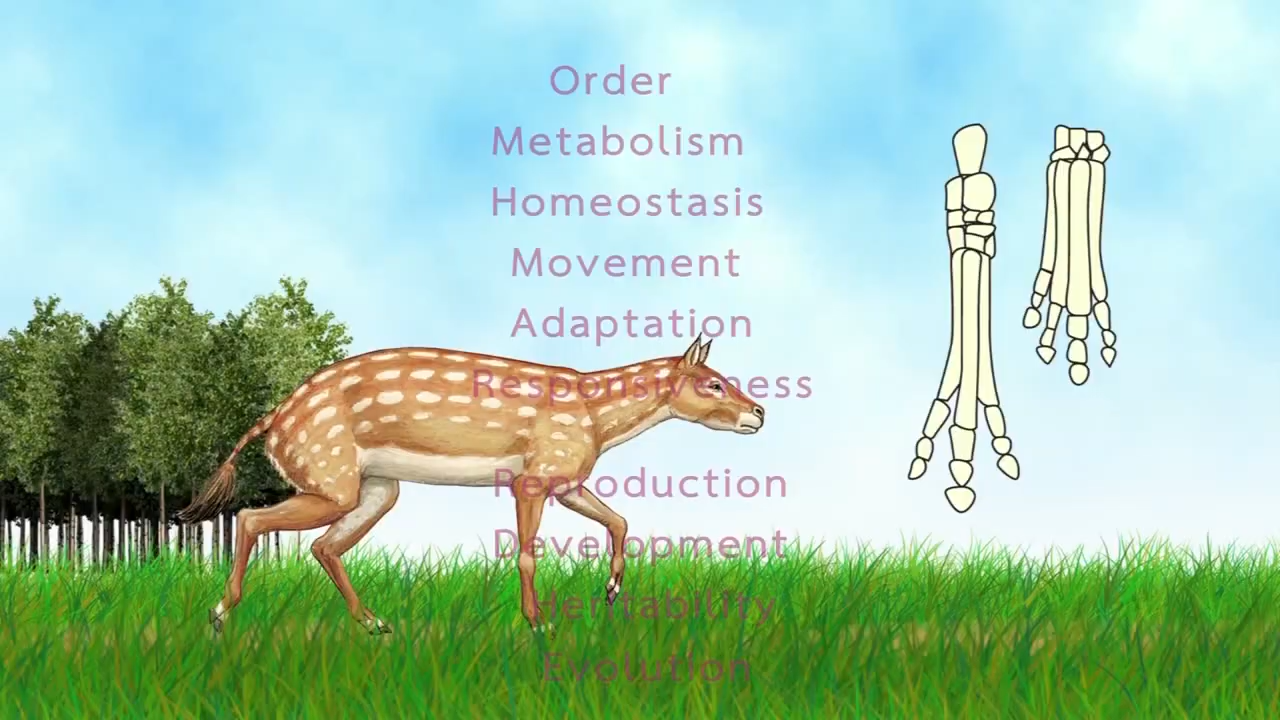 Order
Metabolism
Homeostasis
Movement
Adaptation
Responsiveness
Reproduction
Development
Heritability
Evolution